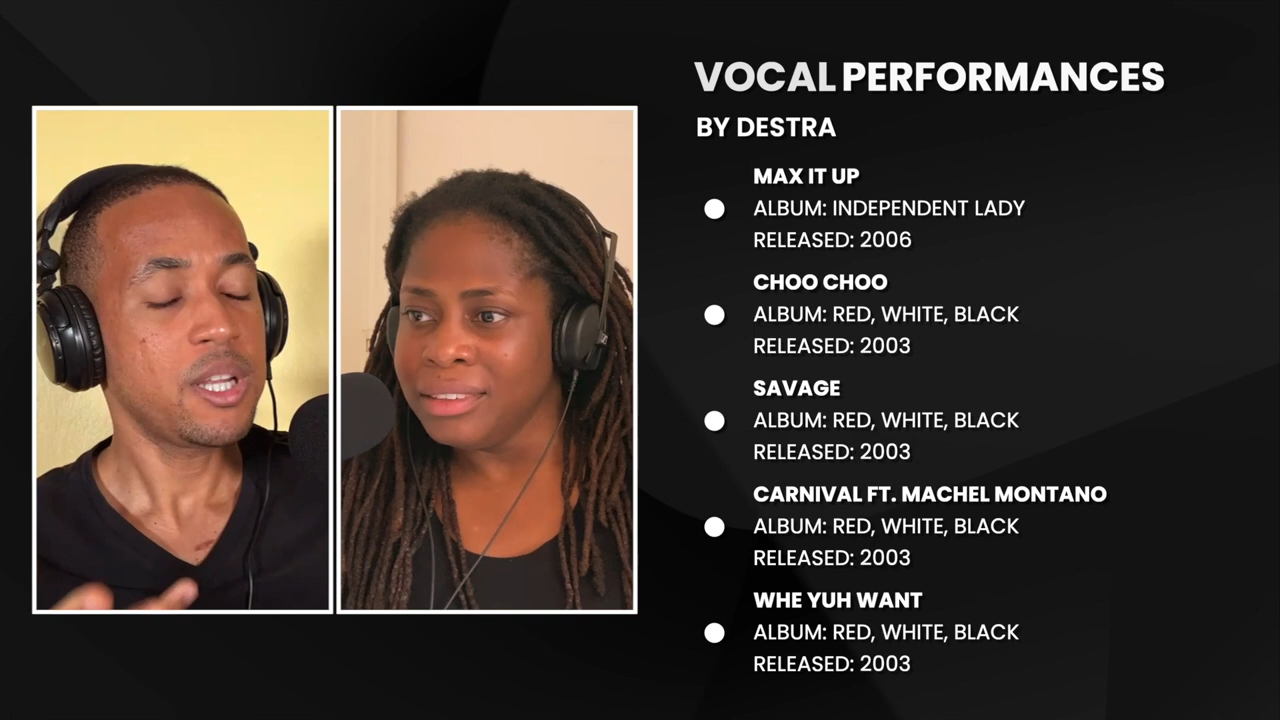 VOCAL PERFORMANCES
BY DESTRA
MAX IT UP
ALBUM: INDEPENDENT LADY
RELEASED: 2006
CHOO CHOO
ALBUM: RED, WHITE, BLACK
RELEASED: 2003
SAVAGE
ALBUM: RED, WHITE, BLACK
RELEASED: 2003
CARNIVAL FT. MACHEL MONTANO
ALBUM: RED, WHITE, BLACK
RELEASED: 2003
WHE YUH WANT
ALBUM: RED, WHITE, BLACK
RELEASED: 2003